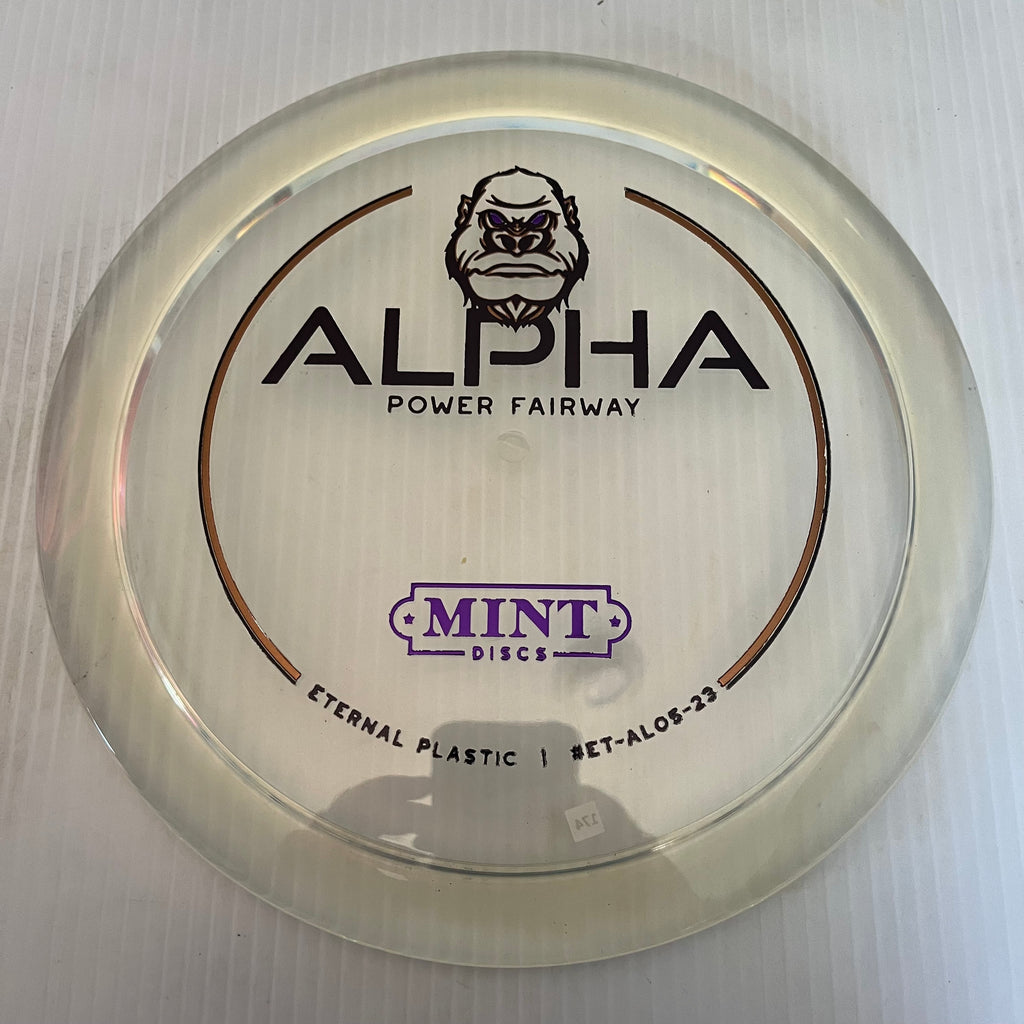 ALPHA
POWER FAIRWAY
MINT
DISCS
ETERNAL PLASTIC | #ET-AL05-23
174